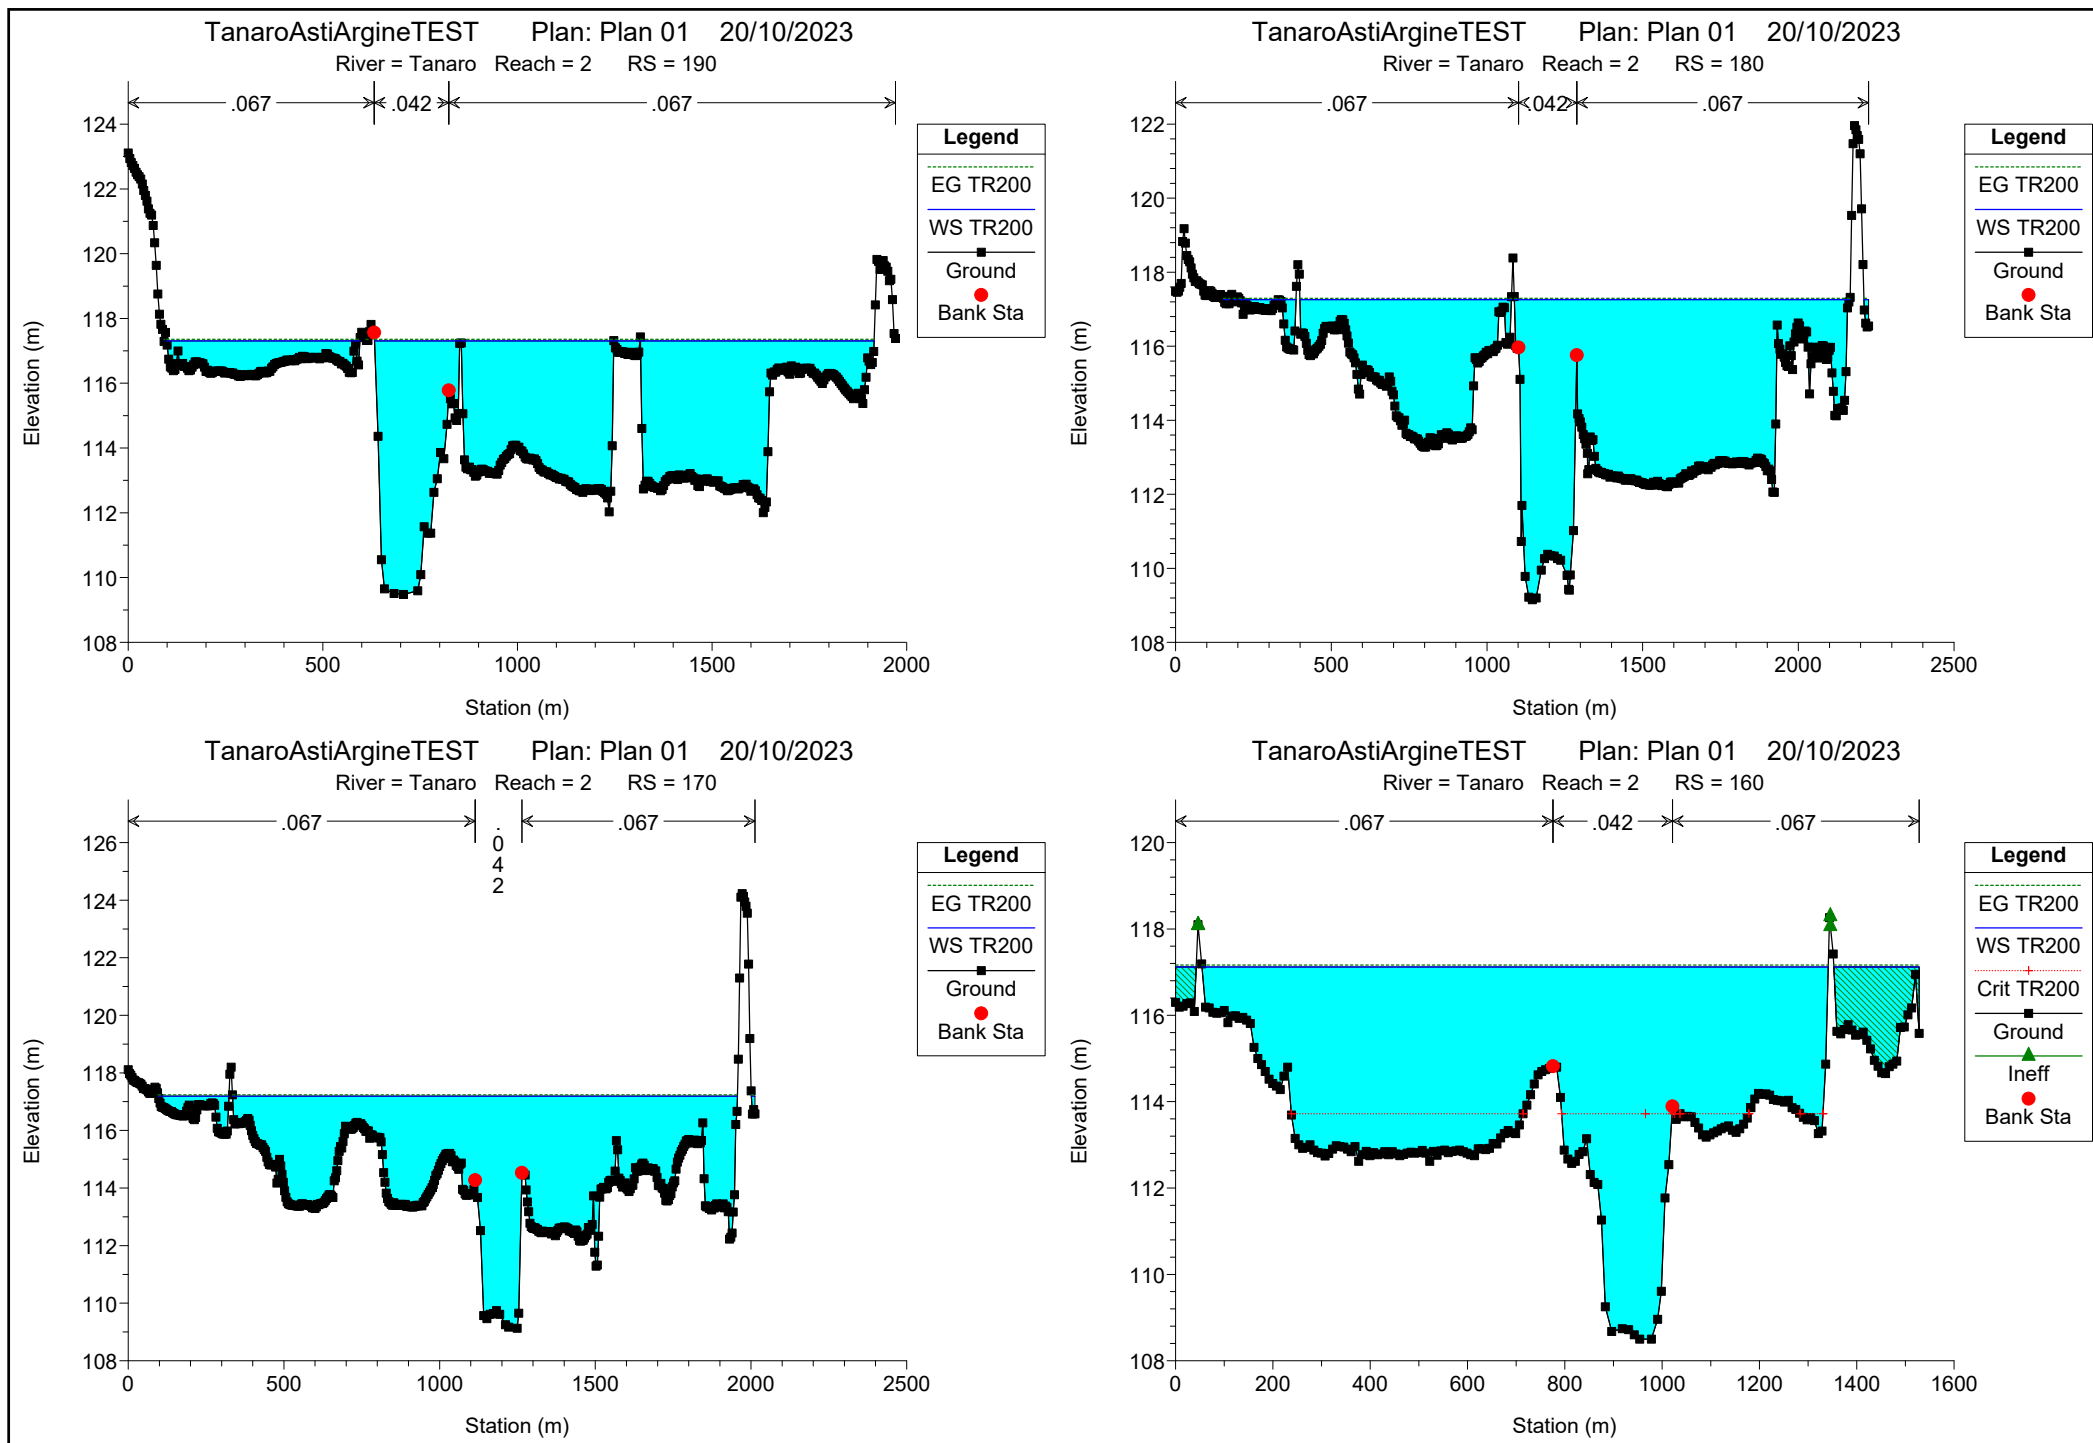 TanaroAstiArgineTEST Plan: Plan 01 20/10/2023
River = Tanaro Reach = 2 RS = 190
.067 .042 .067
124
122
120
118
116
114
112
110
108
Elevation (m)
0 500 1000 1500 2000
Station (m)
Legend
EG TR200
WS TR200
Ground
Bank Sta
TanaroAstiArgineTEST Plan: Plan 01 20/10/2023
River = Tanaro Reach = 2 RS = 180
.067 .042 .067
122
120
118
116
114
112
110
108
Elevation (m)
0 500 1000 1500 2000 2500
Station (m)
Legend
EG TR200
WS TR200
Ground
Bank Sta
TanaroAstiArgineTEST Plan: Plan 01 20/10/2023
River = Tanaro Reach = 2 RS = 170
.067 .042 .067
126
124
122
120
118
116
114
112
110
108
Elevation (m)
0 500 1000 1500 2000 2500
Station (m)
Legend
EG TR200
WS TR200
Ground
Bank Sta
TanaroAstiArgineTEST Plan: Plan 01 20/10/2023
River = Tanaro Reach = 2 RS = 160
.067 .042 .067
120
118
116
114
112
110
108
Elevation (m)
0 200 400 600 800 1000 1200 1400 1600
Station (m)
Legend
EG TR200
WS TR200
Crit TR200
Ground
Ineff
Bank Sta